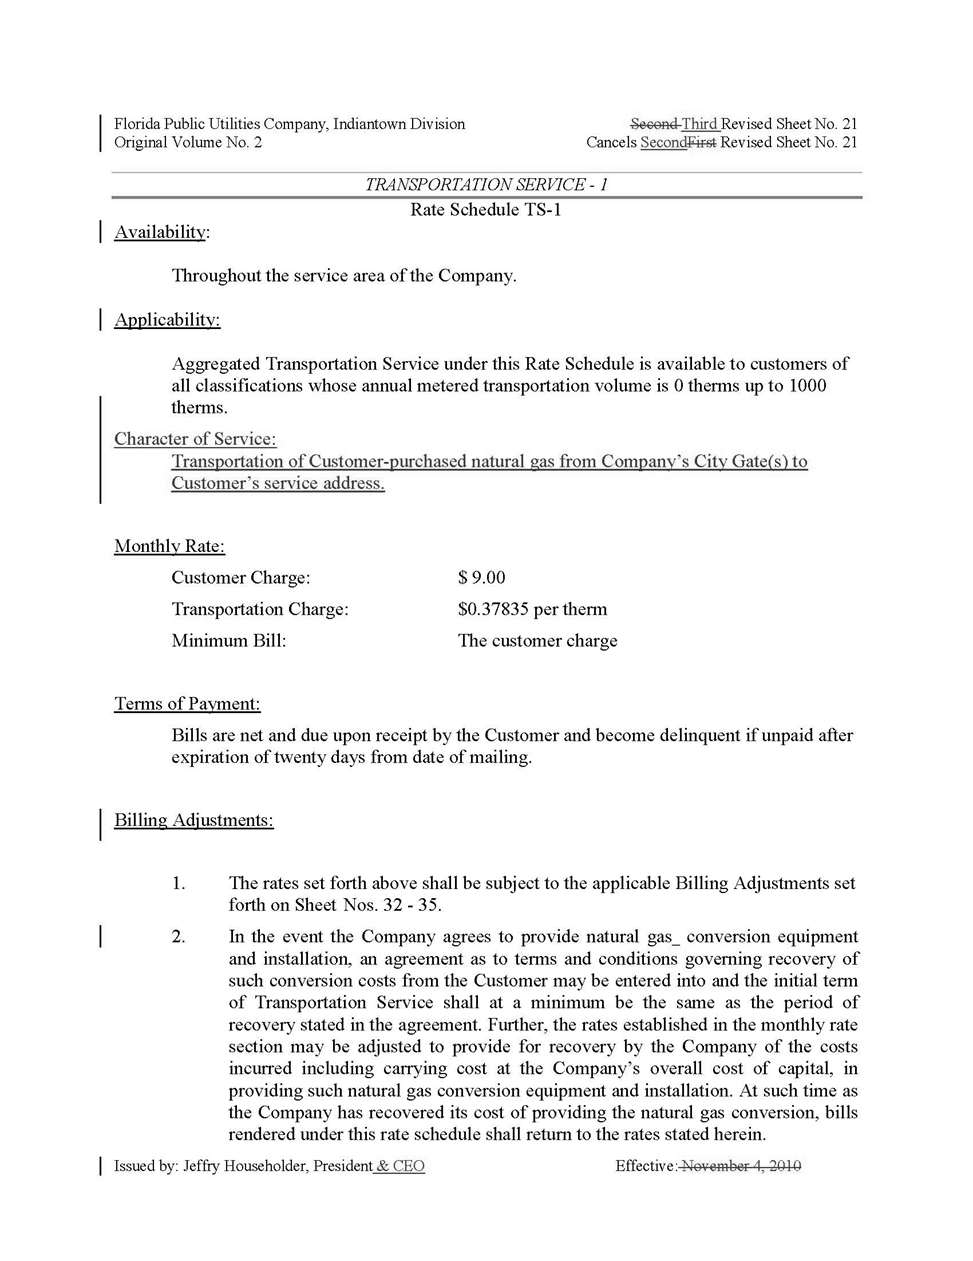 Florida Public Utilities Company, Indiantown Division
Original Volume No. 2
Second Third Revised Sheet No. 21
Cancels SecondFirst Revised Sheet No. 21
TRANSPORTATION SERVICE - 1
Rate Schedule TS-1
Availability:
Throughout the service area of the Company.
Applicability:
Aggregated Transportation Service under this Rate Schedule is available to customers of
all classifications whose annual metered transportation volume is 0 therms up to 1000
therms.
Character of Service:
Transportation of Customer-purchased natural gas from Company’s City Gate(s) to
Customer’s service address.
Monthly Rate:
Customer Charge: $ 9.00
Transportation Charge: $0.37835 per therm
Minimum Bill: The customer charge
Terms of Payment:
Bills are net and due upon receipt by the Customer and become delinquent if unpaid after
expiration of twenty days from date of mailing.
Billing Adjustments:
1. The rates set forth above shall be subject to the applicable Billing Adjustments set
forth on Sheet Nos. 32 - 35.
2. In the event the Company agrees to provide natural gas_ conversion equipment
and installation, an agreement as to terms and conditions governing recovery of
such conversion costs from the Customer may be entered into and the initial term
of Transportation Service shall at a minimum be the same as the period of
recovery stated in the agreement. Further, the rates established in the monthly rate
section may be adjusted to provide for recovery by the Company of the costs
incurred including carrying cost at the Company’s overall cost of capital, in
providing such natural gas conversion equipment and installation. At such time as
the Company has recovered its cost of providing the natural gas conversion, bills
rendered under this rate schedule shall return to the rates stated herein.
Issued by: Jeffry Householder, President & CEO
Effective: November 4, 2010